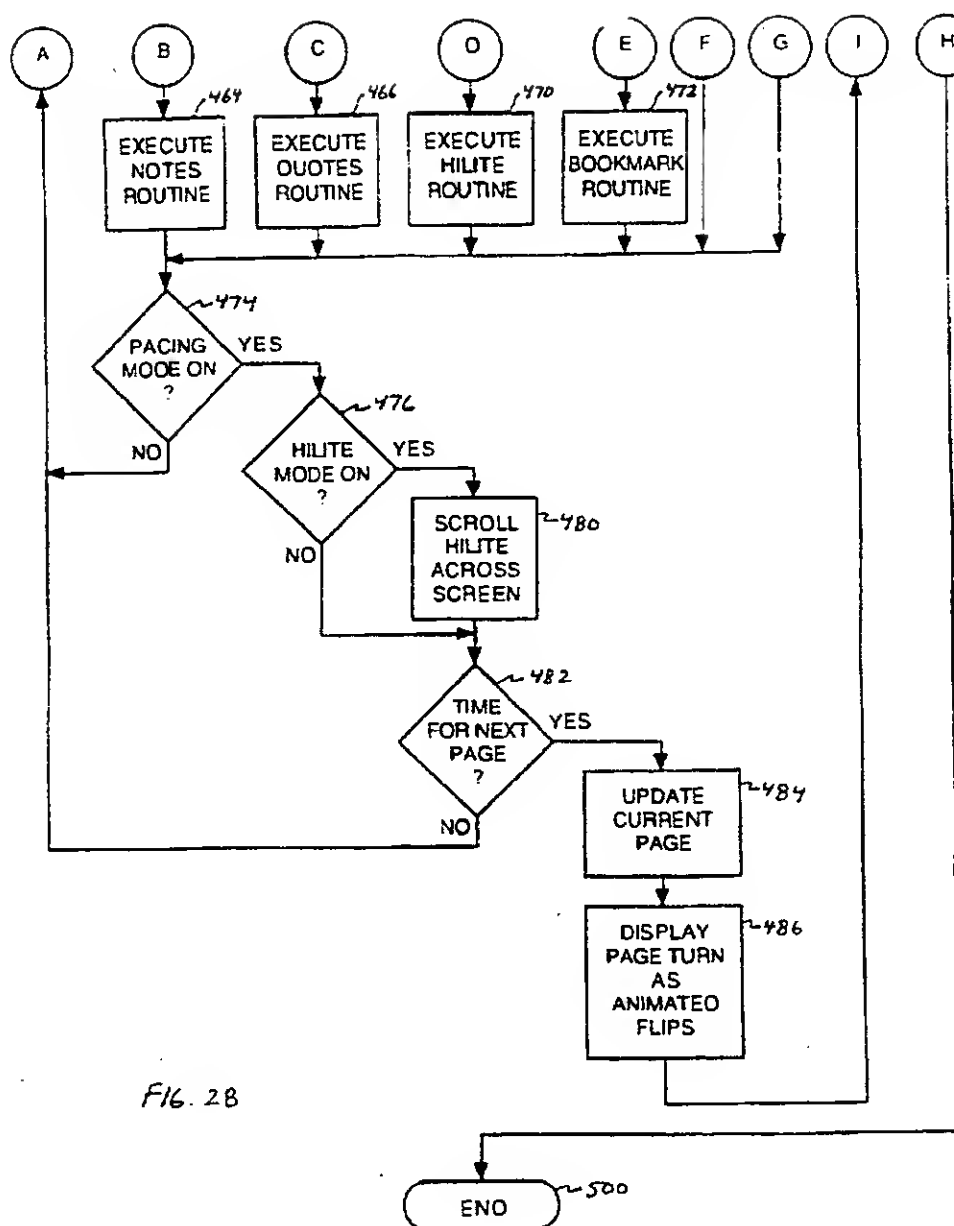 A B C O E F G I H
464 466 470 472
EXECUTE
NOTES
ROUTINE
EXECUTE
OUOTES
ROUTINE
EXECUTE
HILITE
ROUTINE
EXECUTE
BOOKMARK
ROUTINE
474
PACING
MODE ON
?
YES
NO
476
HILITE
MODE ON
?
YES
NO
480
SCROLL
HILITE
ACROSS
SCREEN
482
TIME
FOR NEXT
PAGE
?
YES
NO
484
UPDATE
CURRENT
PAGE
486
DISPLAY
PAGE TURN
AS
ANIMATEO
FLIPS
FIG. 2B
ENO
500